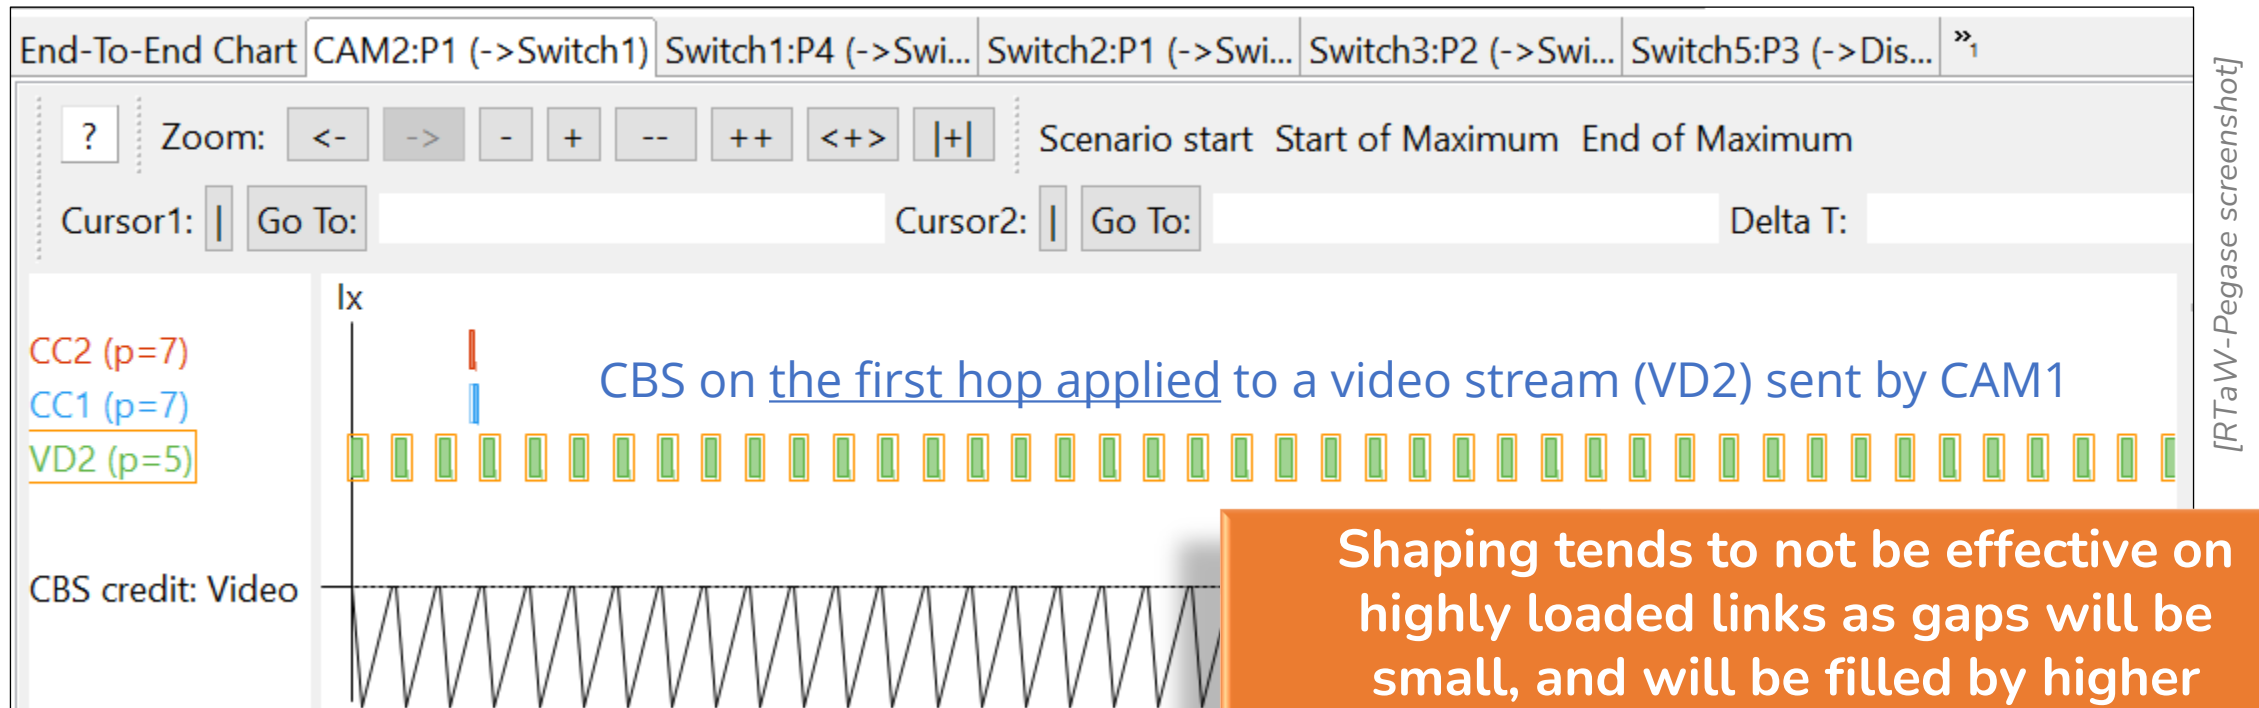 End-To-End Chart CAM2:P1 (->Switch1) Switch1:P4 (->Swi... Switch2:P1 (->Swi... Switch3:P2 (->Swi... Switch5:P3 (->Dis... »1
? Zoom: <- -> - + -- ++ <+> |+| Scenario start Start of Maximum End of Maximum
Cursor1: | Go To: Cursor2: | Go To: Delta T:
[RTaW-Pegase screenshot]
lx
CC2 (p=7)
CBS on the first hop applied to a video stream (VD2) sent by CAM1
CC1 (p=7)
VD2 (p=5)
CBS credit: Video
Shaping tends to not be effective on
highly loaded links as gaps will be
small, and will be filled by higher